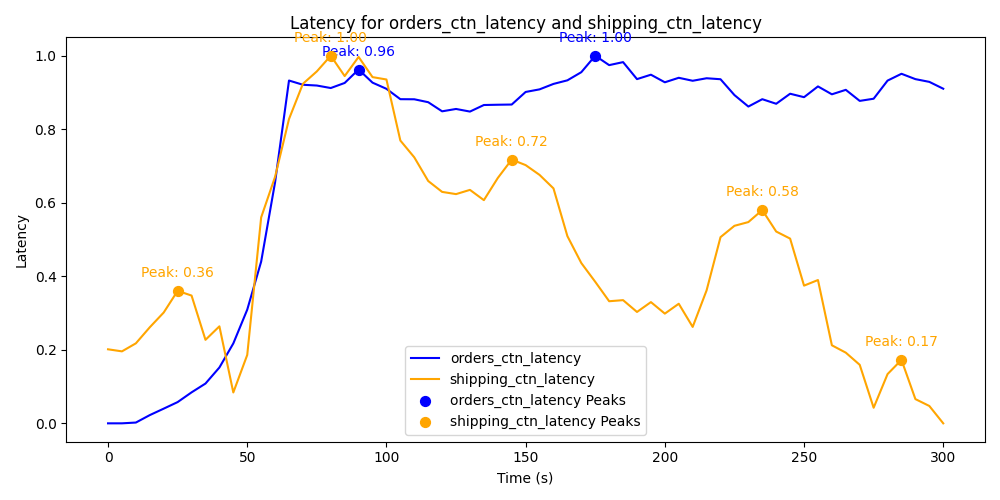 Latency for orders_ctn_latency and shipping_ctn_latency
Peak: 1.00
Peak: 0.96
Peak: 1.00
Peak: 0.72
Peak: 0.58
Peak: 0.36
Peak: 0.17
1.0
0.8
0.6
0.4
0.2
0.0
Latency
orders_ctn_latency
shipping_ctn_latency
orders_ctn_latency Peaks
shipping_ctn_latency Peaks
0 50 100 150 200 250 300
Time (s)